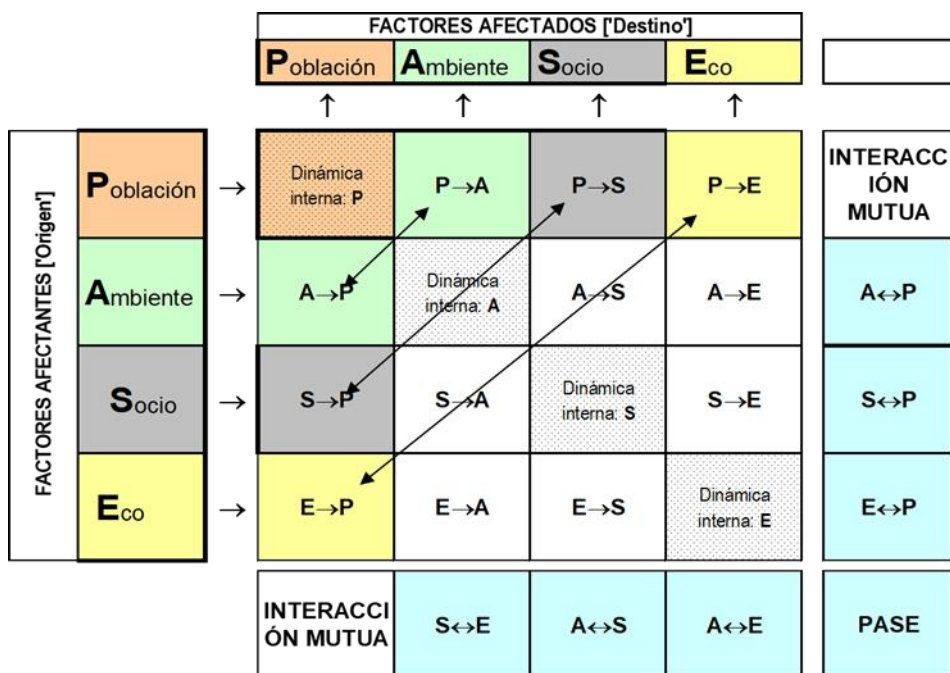 FACTORES AFECTADOS ['Destino']
Población Ambiente Socio Eco
↑ ↑ ↑ ↑
FACTORES AFECTANTES ['Origen']
Población → Dinámica interna: P P→A P→S P→E INTERACC
IÓN
MUTUA
Ambiente → A→P Dinámica interna: A A→S A→E A↔P
Socio → S→P S→A Dinámica interna: S S→E S↔P
Eco → E→P E→A E→S Dinámica interna: E E↔P
INTERACCI
ÓN MUTUA S↔E A↔S A↔E PASE